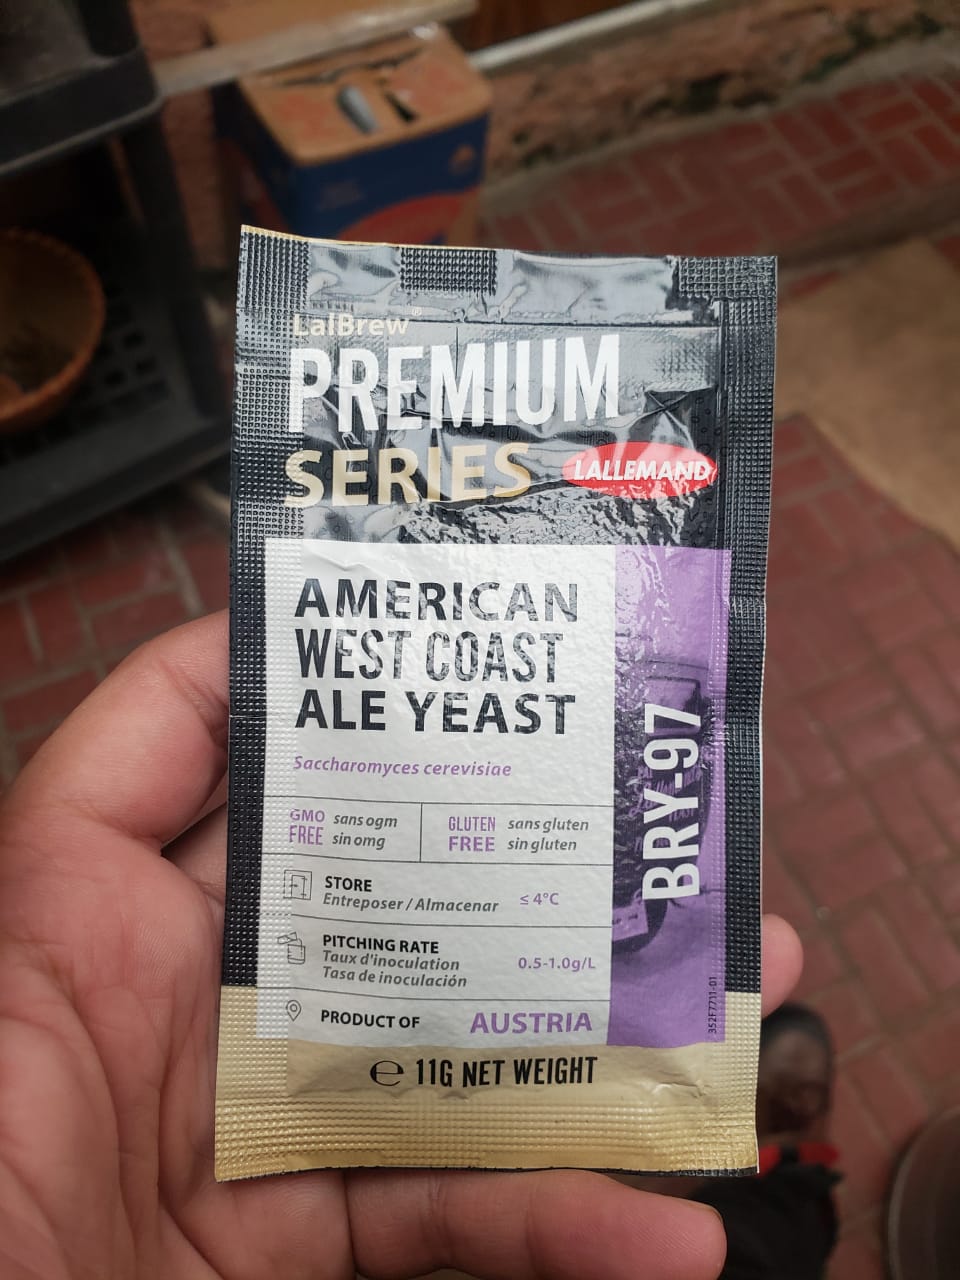 LalBrew®
PREMIUM
SERIES
LALLEMAND
AMERICAN
WEST COAST
ALE YEAST
Saccharomyces cerevisiae
GMO FREE
sans ogm
sin omg
GLUTEN FREE
sans gluten
sin gluten
STORE
Entreposer / Almacenar
≤ 4°C
PITCHING RATE
Taux d'inoculation
Tasa de inoculación
0.5-1.0g/L
PRODUCT OF
AUSTRIA
BRY-97
352F7711-01
℮ 11G NET WEIGHT